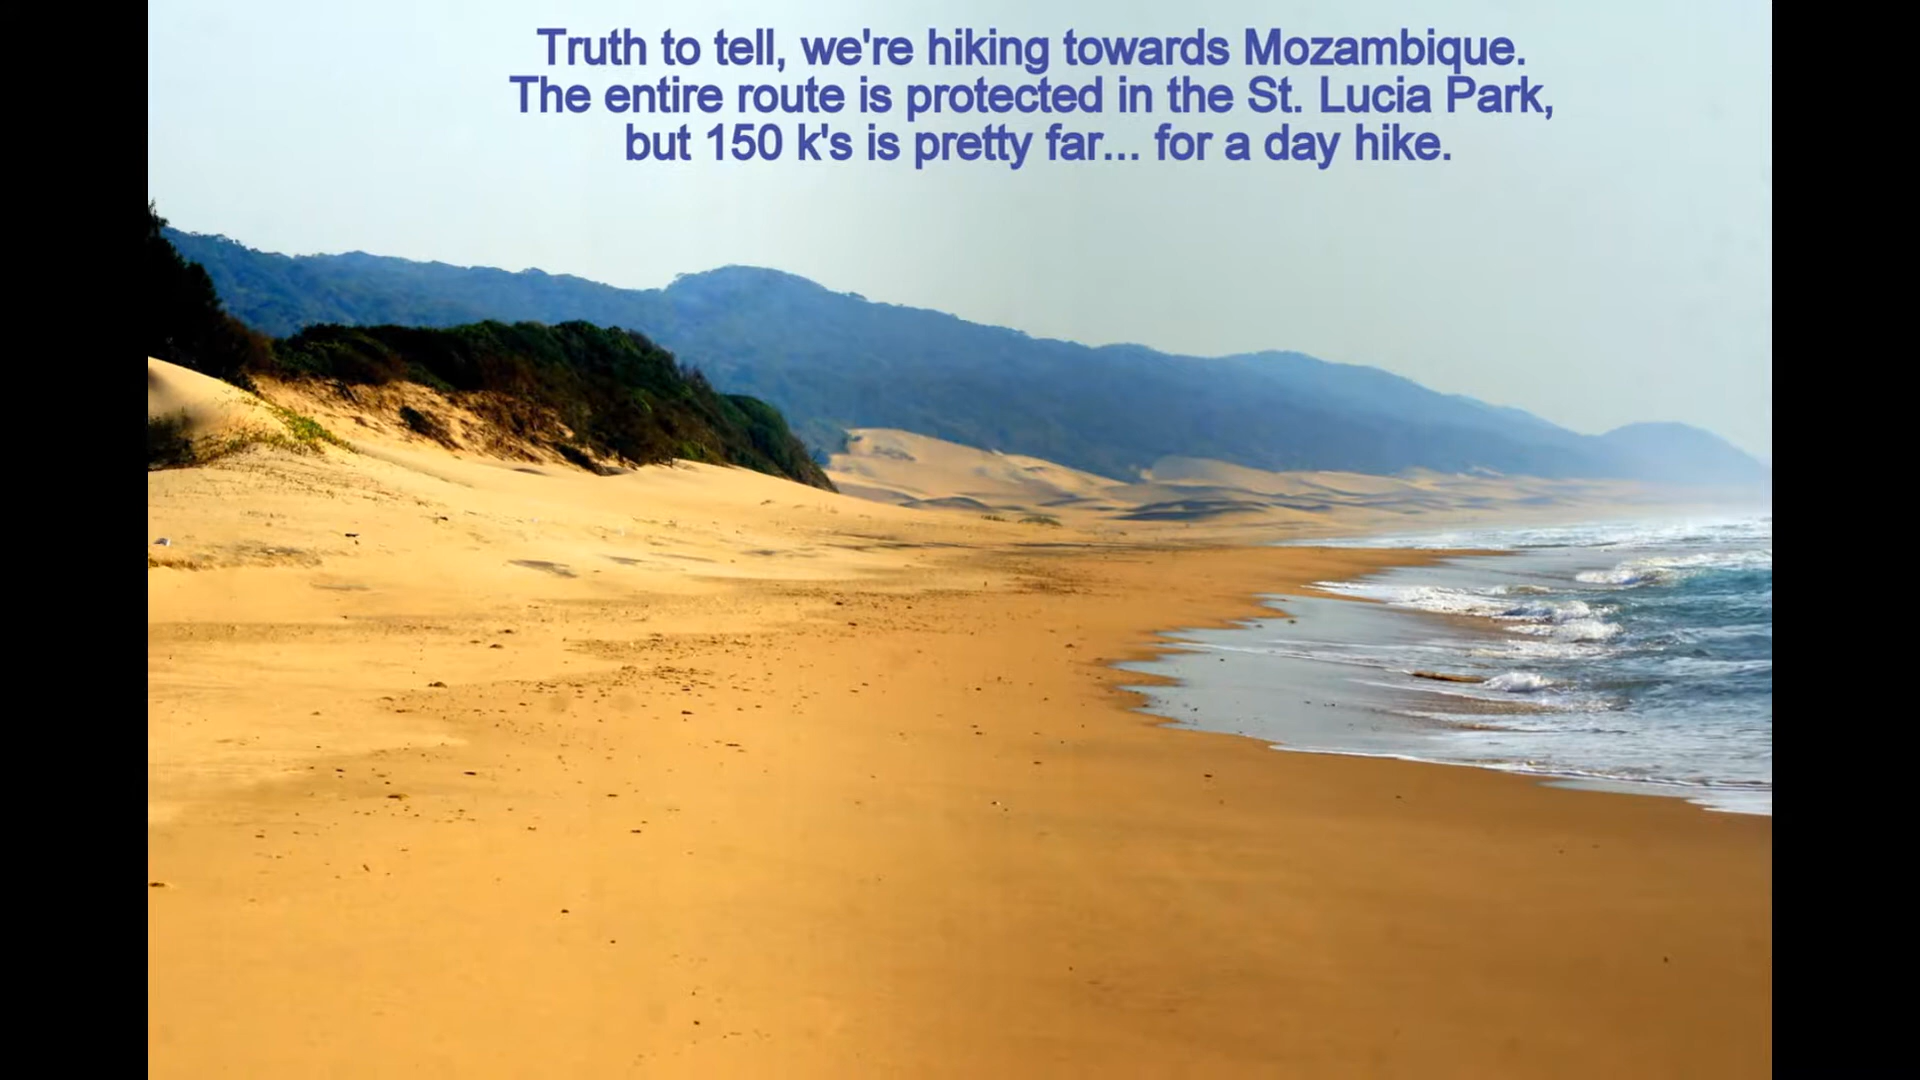 Truth to tell, we're hiking towards Mozambique.
The entire route is protected in the St. Lucia Park,
but 150 k's is pretty far... for a day hike.